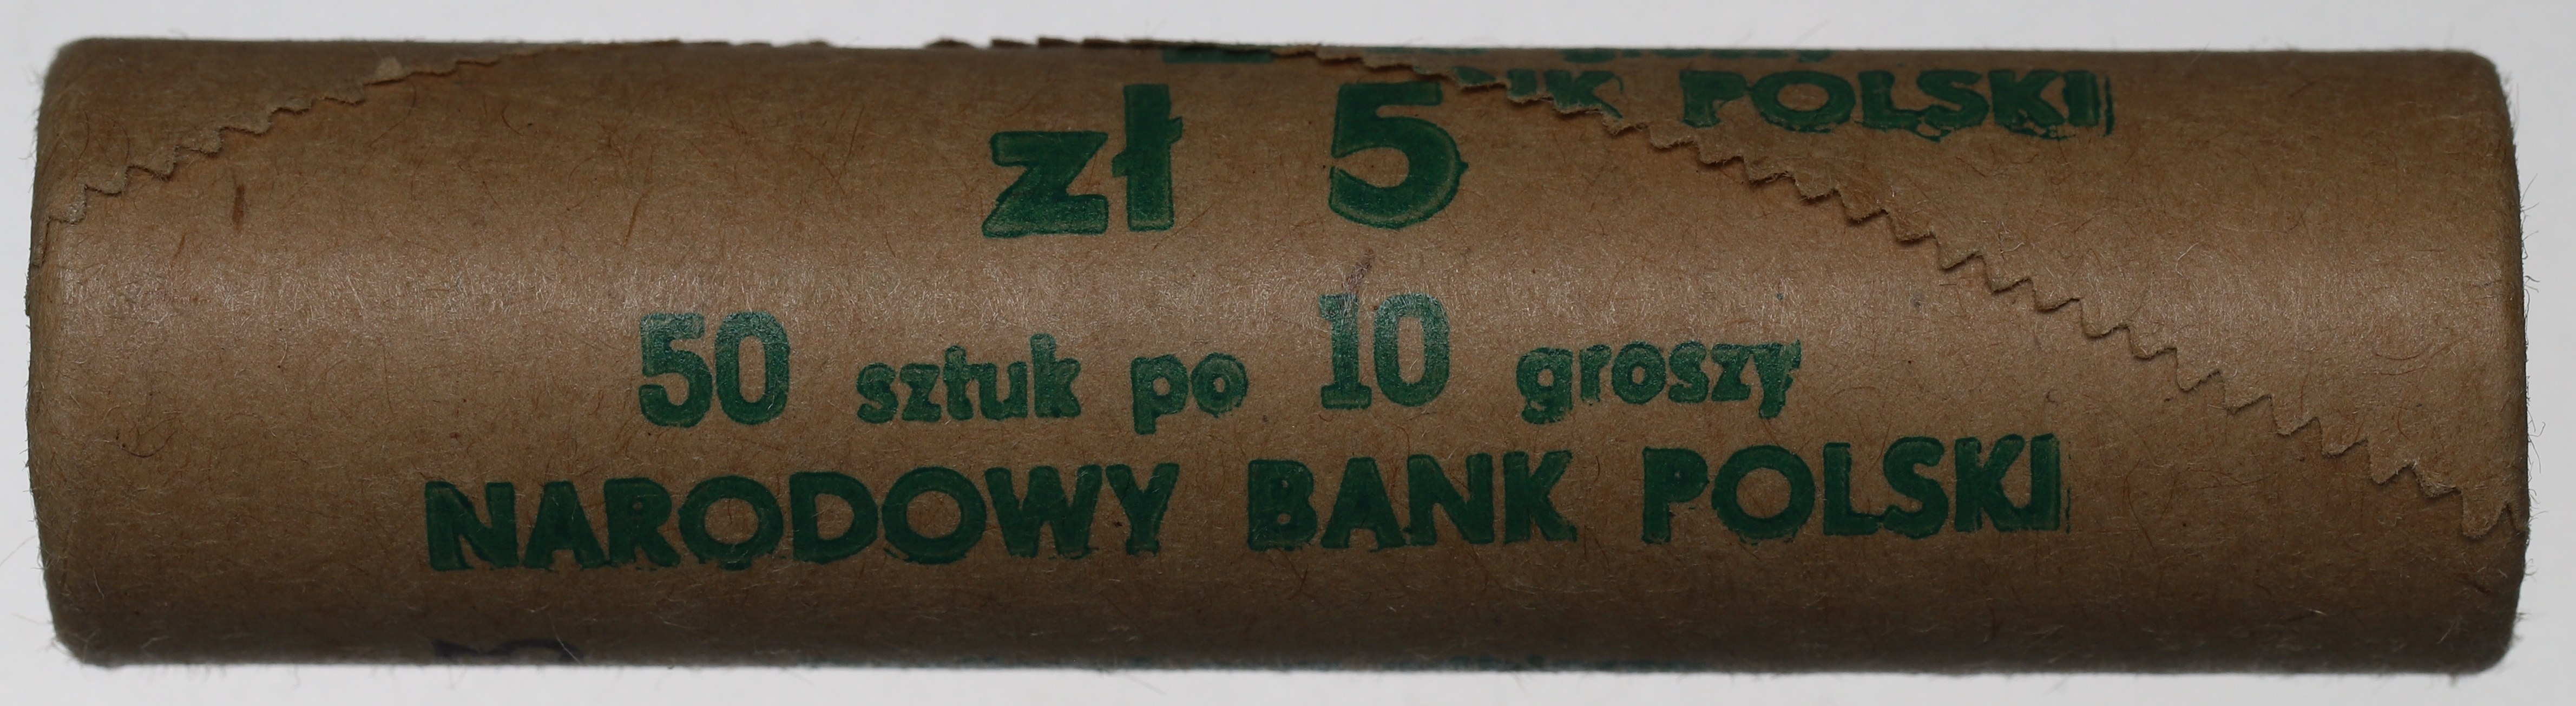 POLSKI
zł 5
50 sztuk po 10 groszy
NARODOWY BANK POLSKI